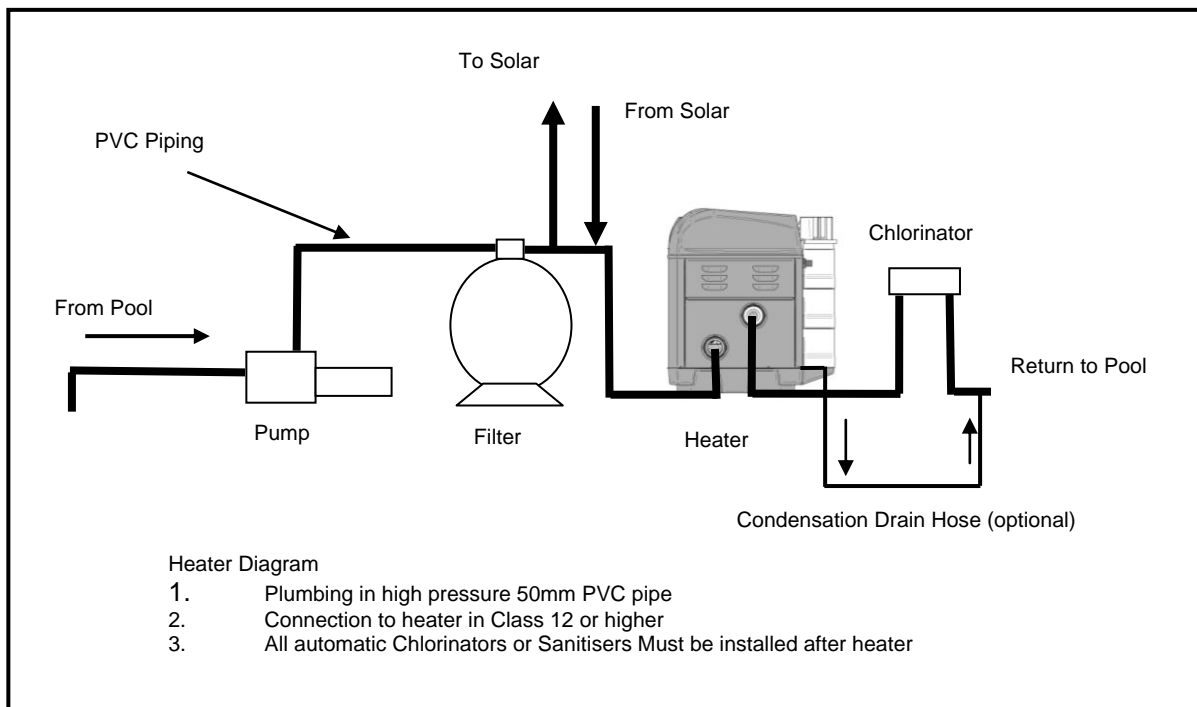 To Solar
From Solar
PVC Piping
Chlorinator
From Pool
Return to Pool
Pump
Filter
Heater
Condensation Drain Hose (optional)
Heater Diagram
1. Plumbing in high pressure 50mm PVC pipe
2. Connection to heater in Class 12 or higher
3. All automatic Chlorinators or Sanitisers Must be installed after heater